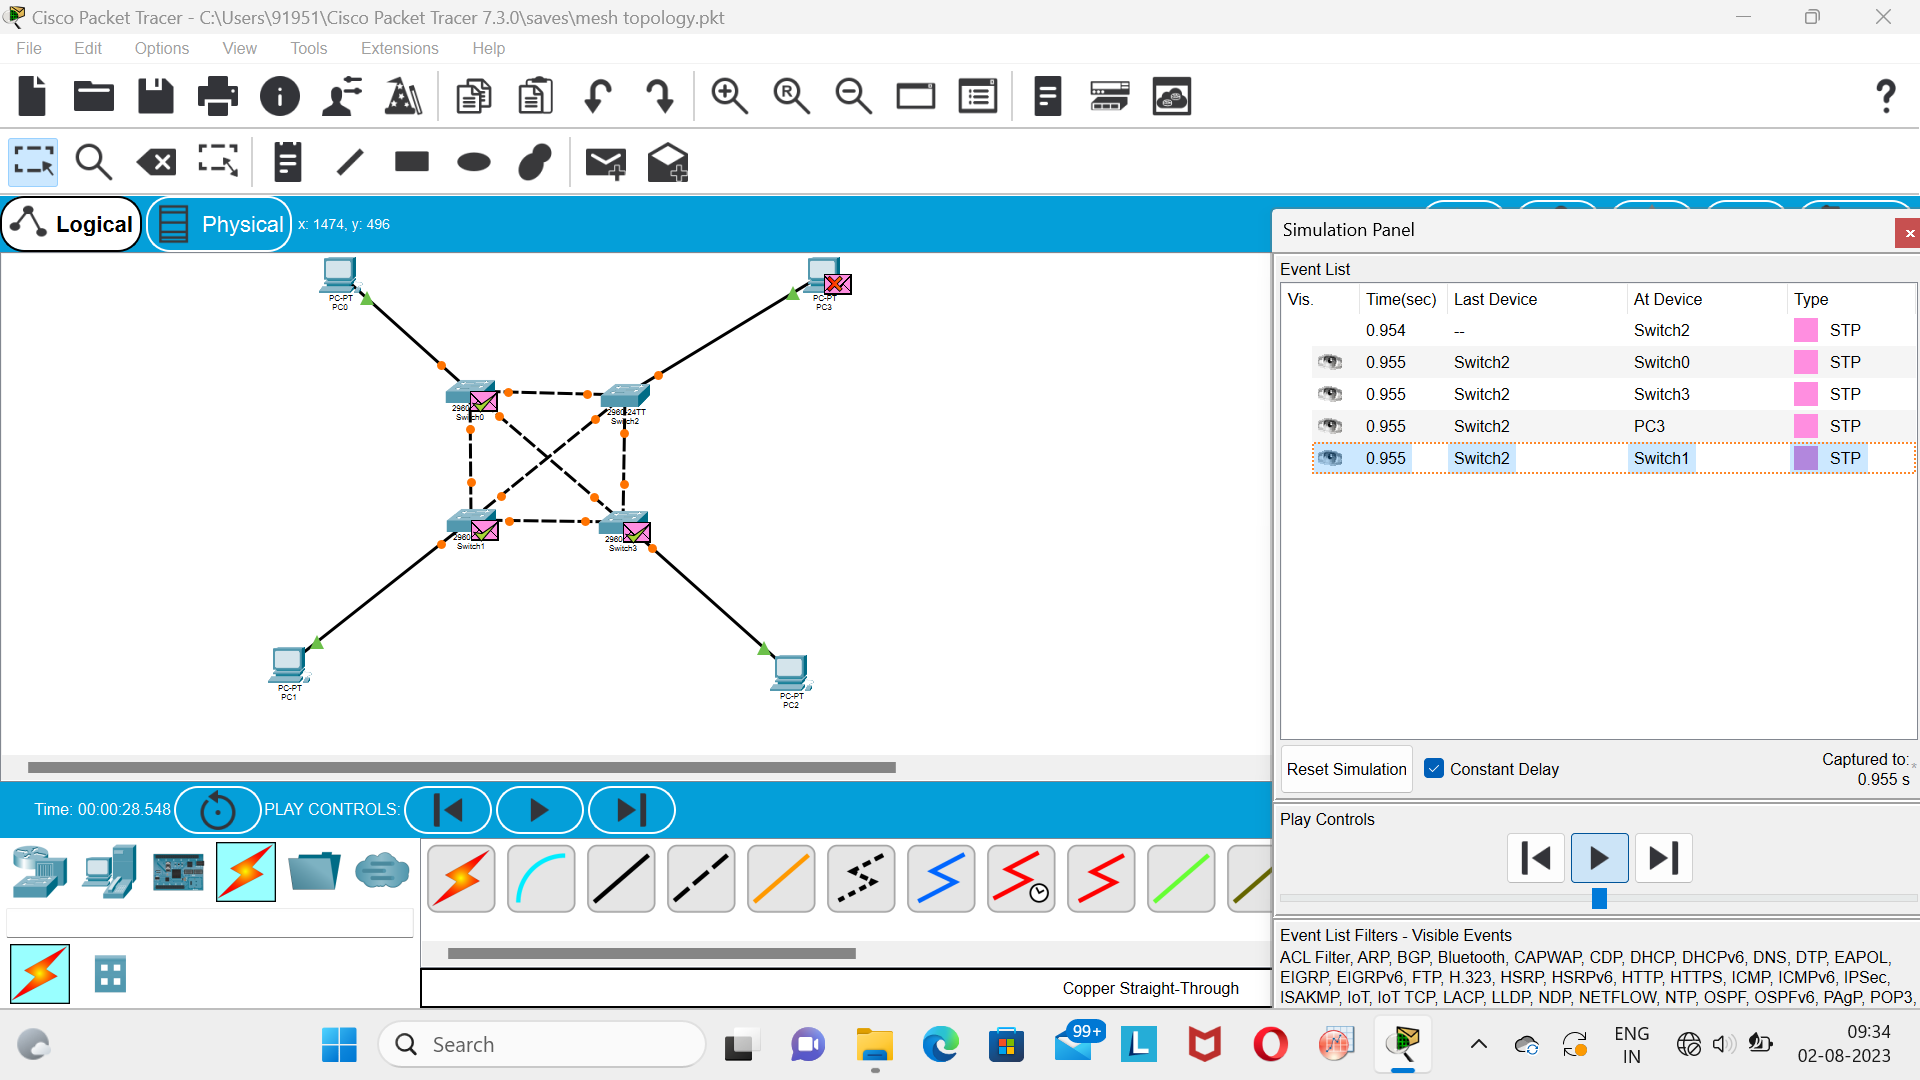 Cisco Packet Tracer - C:\Users\91951\Cisco Packet Tracer 7.3.0\saves\mesh topology.pkt
File Edit Options View Tools Extensions Help
Logical
Physical
x: 1474, y: 496
PC-PT
PC0
PC-PT
PC3
2960
Switch0
2960-24TT
Switch2
2960
Switch1
2960
Switch3
PC-PT
PC1
PC-PT
PC2
Simulation Panel
Event List
Vis. Time(sec) Last Device At Device Type
0.954 -- Switch2 STP
0.955 Switch2 Switch0 STP
0.955 Switch2 Switch3 STP
0.955 Switch2 PC3 STP
0.955 Switch2 Switch1 STP
Reset Simulation
Constant Delay
Captured to:
0.955 s
Time: 00:00:28.548
PLAY CONTROLS:
Play Controls
Copper Straight-Through
Event List Filters - Visible Events
ACL Filter, ARP, BGP, Bluetooth, CAPWAP, CDP, DHCP, DHCPv6, DNS, DTP, EAPOL,
EIGRP, EIGRPv6, FTP, H.323, HSRP, HSRPv6, HTTP, HTTPS, ICMP, ICMPv6, IPSec,
ISAKMP, IoT, IoT TCP, LACP, LLDP, NDP, NETFLOW, NTP, OSPF, OSPFv6, PAgP, POP3,
Search
99+
L
ENG
IN
09:34
02-08-2023